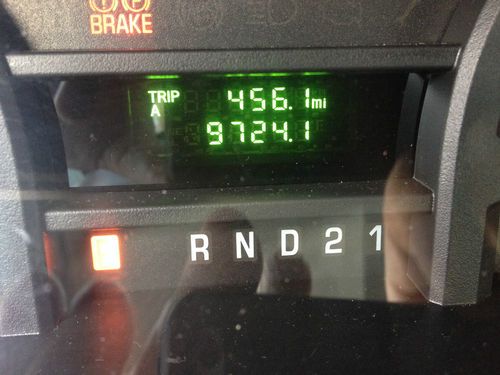 BRAKE
TRIP 456.1 mi
A
9724.1
R N D 2 1